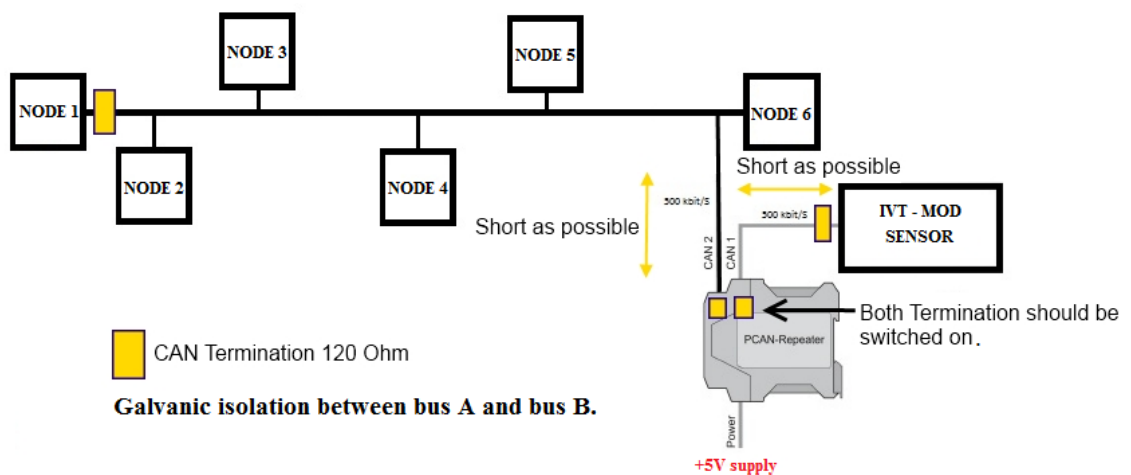 NODE 3
NODE 5
NODE 1
NODE 6
NODE 2
NODE 4
Short as possible
500 kbit/S
500 kbit/S
Short as possible
IVT - MOD
SENSOR
CAN 2
CAN 1
Both Termination should be
switched on.
PCAN-Repeater
CAN Termination 120 Ohm
Galvanic isolation between bus A and bus B.
Power
+5V supply